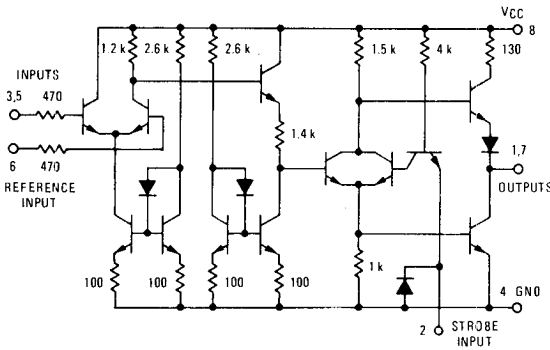 VCC
8
1.2 k
2.6 k
2.6 k
1.5 k
4 k
130
INPUTS
3,5
470
1.4 k
6
470
REFERENCE
INPUT
1,7
OUTPUTS
100
100
100
100
1 k
4 GND
2
STROBE
INPUT